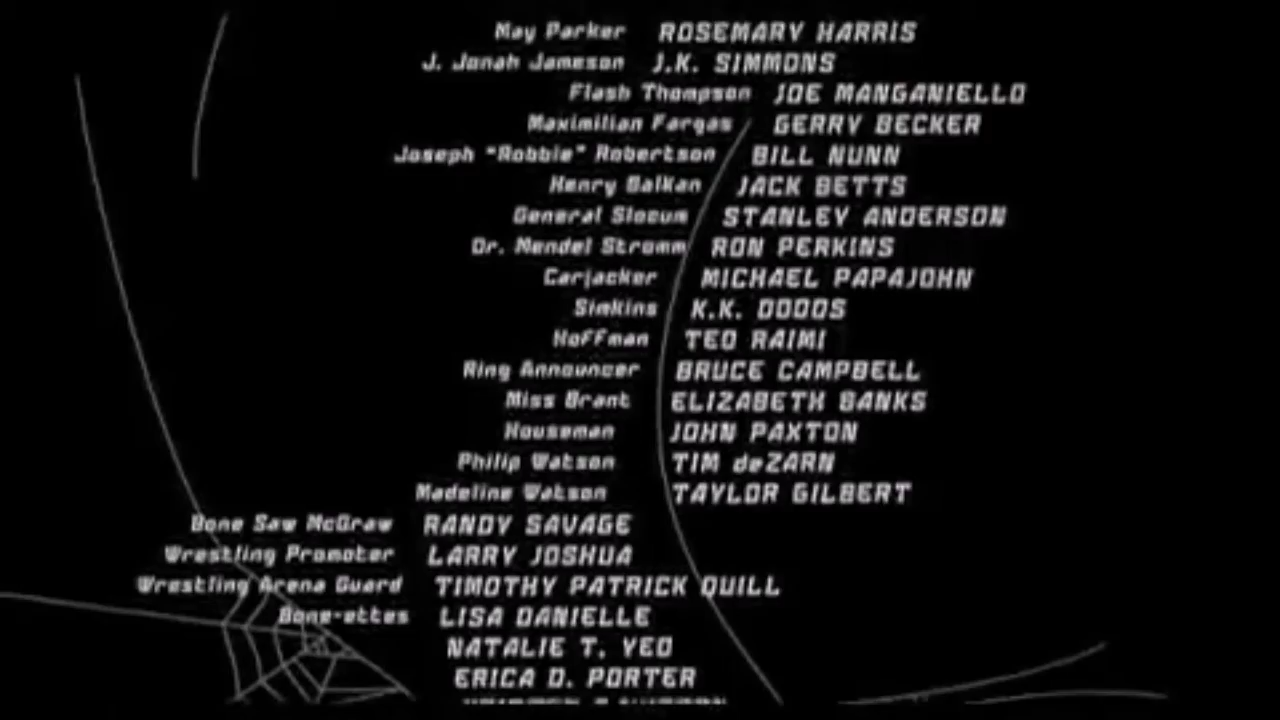 May Parker ROSEMARY HARRIS
J. Jonah Jameson J.K. SIMMONS
Flash Thompson JOE MANGANIELLO
Maximilian Fargas GERRY BECKER
Joseph "Robbie" Robertson BILL NUNN
Henry Balkan JACK BETTS
General Slocum STANLEY ANDERSON
Dr. Mendel Stromm RON PERKINS
Carjacker MICHAEL PAPAJOHN
Simkins K.K. DODDS
Hoffman TED RAIMI
Ring Announcer BRUCE CAMPBELL
Miss Brant ELIZABETH BANKS
Houseman JOHN PAXTON
Philip Watson TIM deZARN
Madeline Watson TAYLOR GILBERT
Bone Saw McGraw RANDY SAVAGE
Wrestling Promoter LARRY JOSHUA
Wrestling Arena Guard TIMOTHY PATRICK QUILL
Bone-ettes LISA DANIELLE
NATALIE T. YEO
ERICA D. PORTER